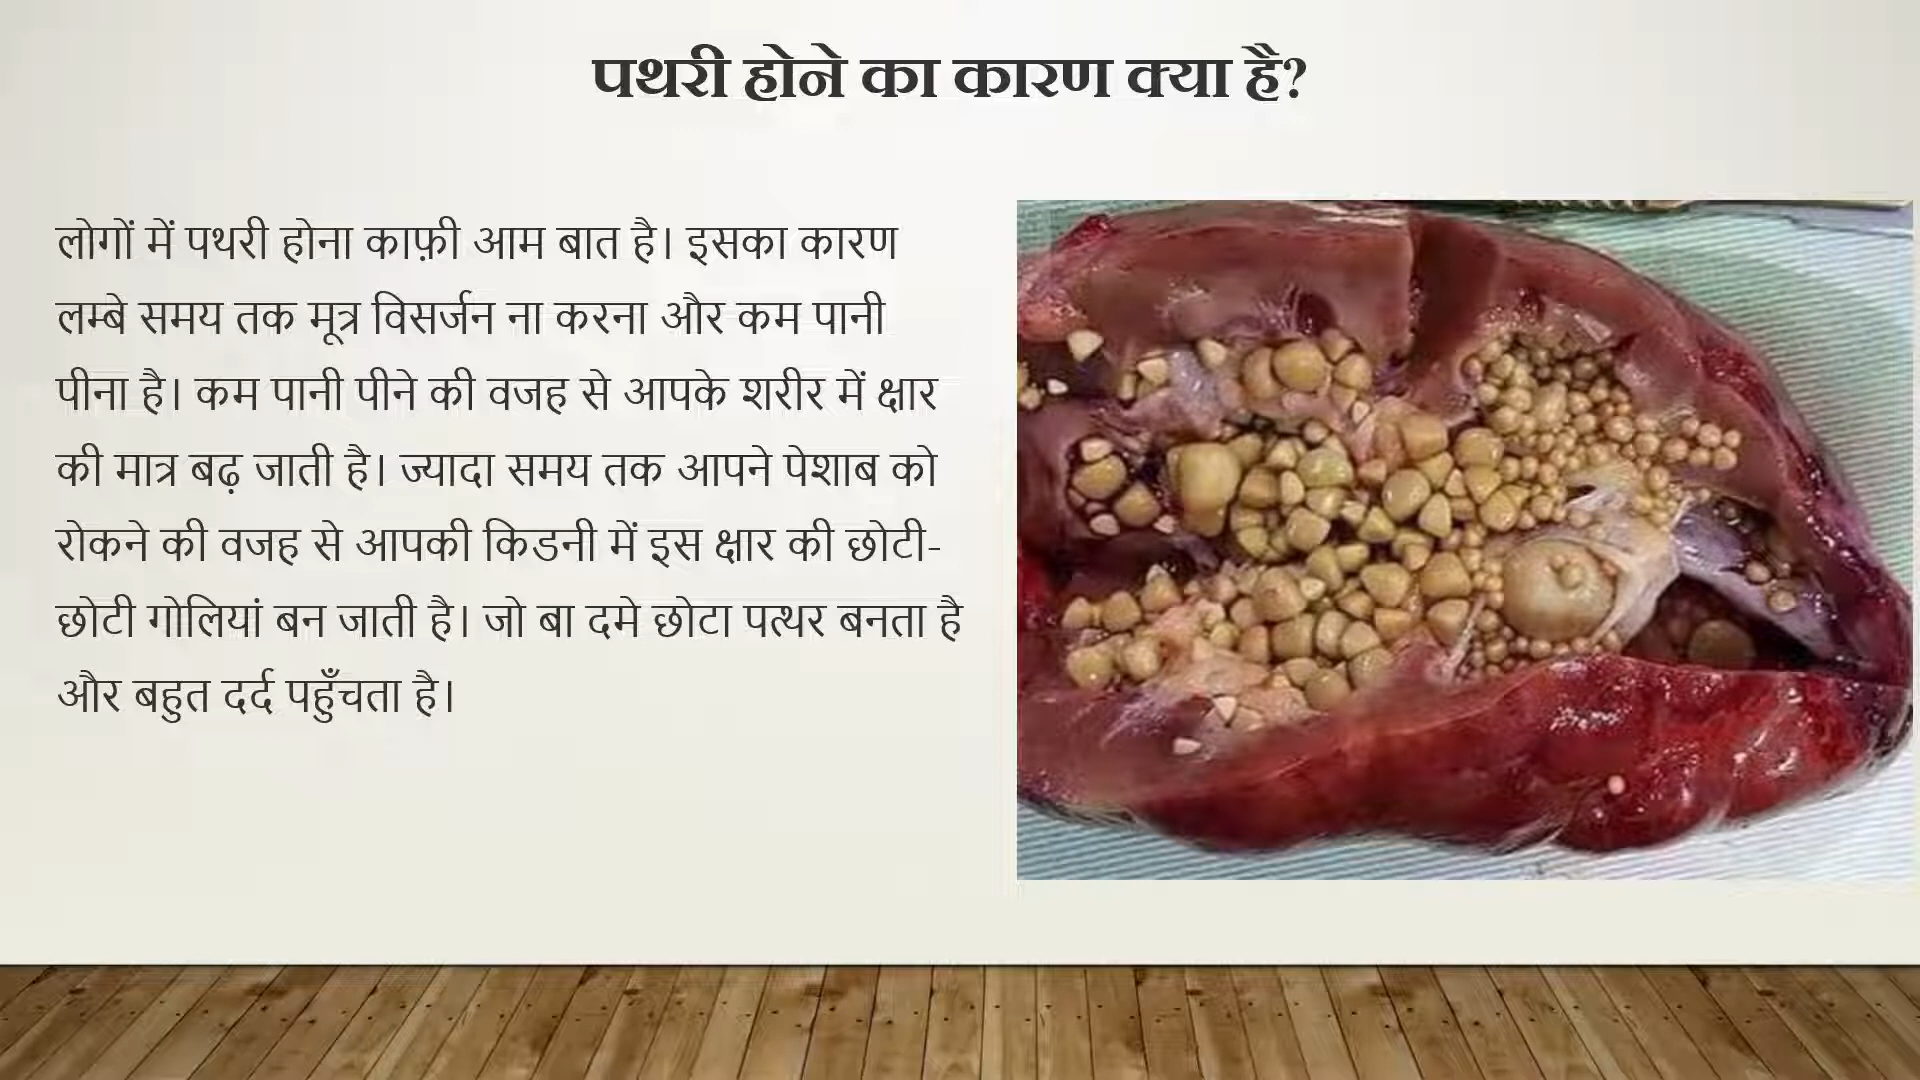 पथरी होने का कारण क्या है?
लोगों में पथरी होना काफ़ी आम बात है। इसका कारण
लम्बे समय तक मूत्र विसर्जन ना करना और कम पानी
पीना है। कम पानी पीने की वजह से आपके शरीर में क्षार
की मात्र बढ़ जाती है। ज्यादा समय तक आपने पेशाब को
रोकने की वजह से आपकी किडनी में इस क्षार की छोटी-
छोटी गोलियां बन जाती है। जो बा दमे छोटा पत्थर बनता है
और बहुत दर्द पहुँचता है।